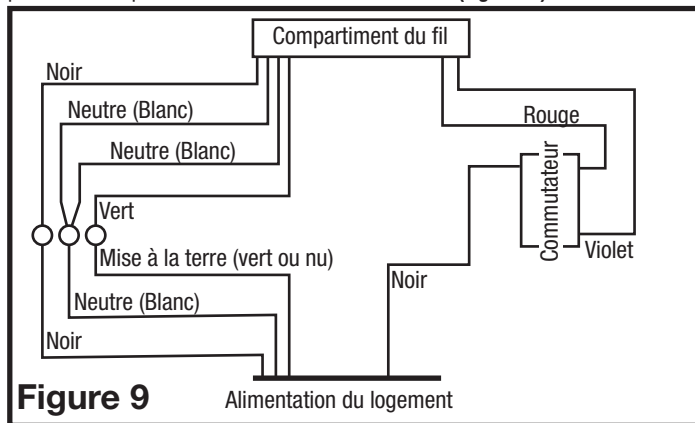 Compartiment du fil
Noir
Neutre (Blanc)
Neutre (Blanc)
Rouge
Commutateur
Vert
Mise à la terre (vert ou nu)
Violet
Noir
Neutre (Blanc)
Noir
Figure 9
Alimentation du logement